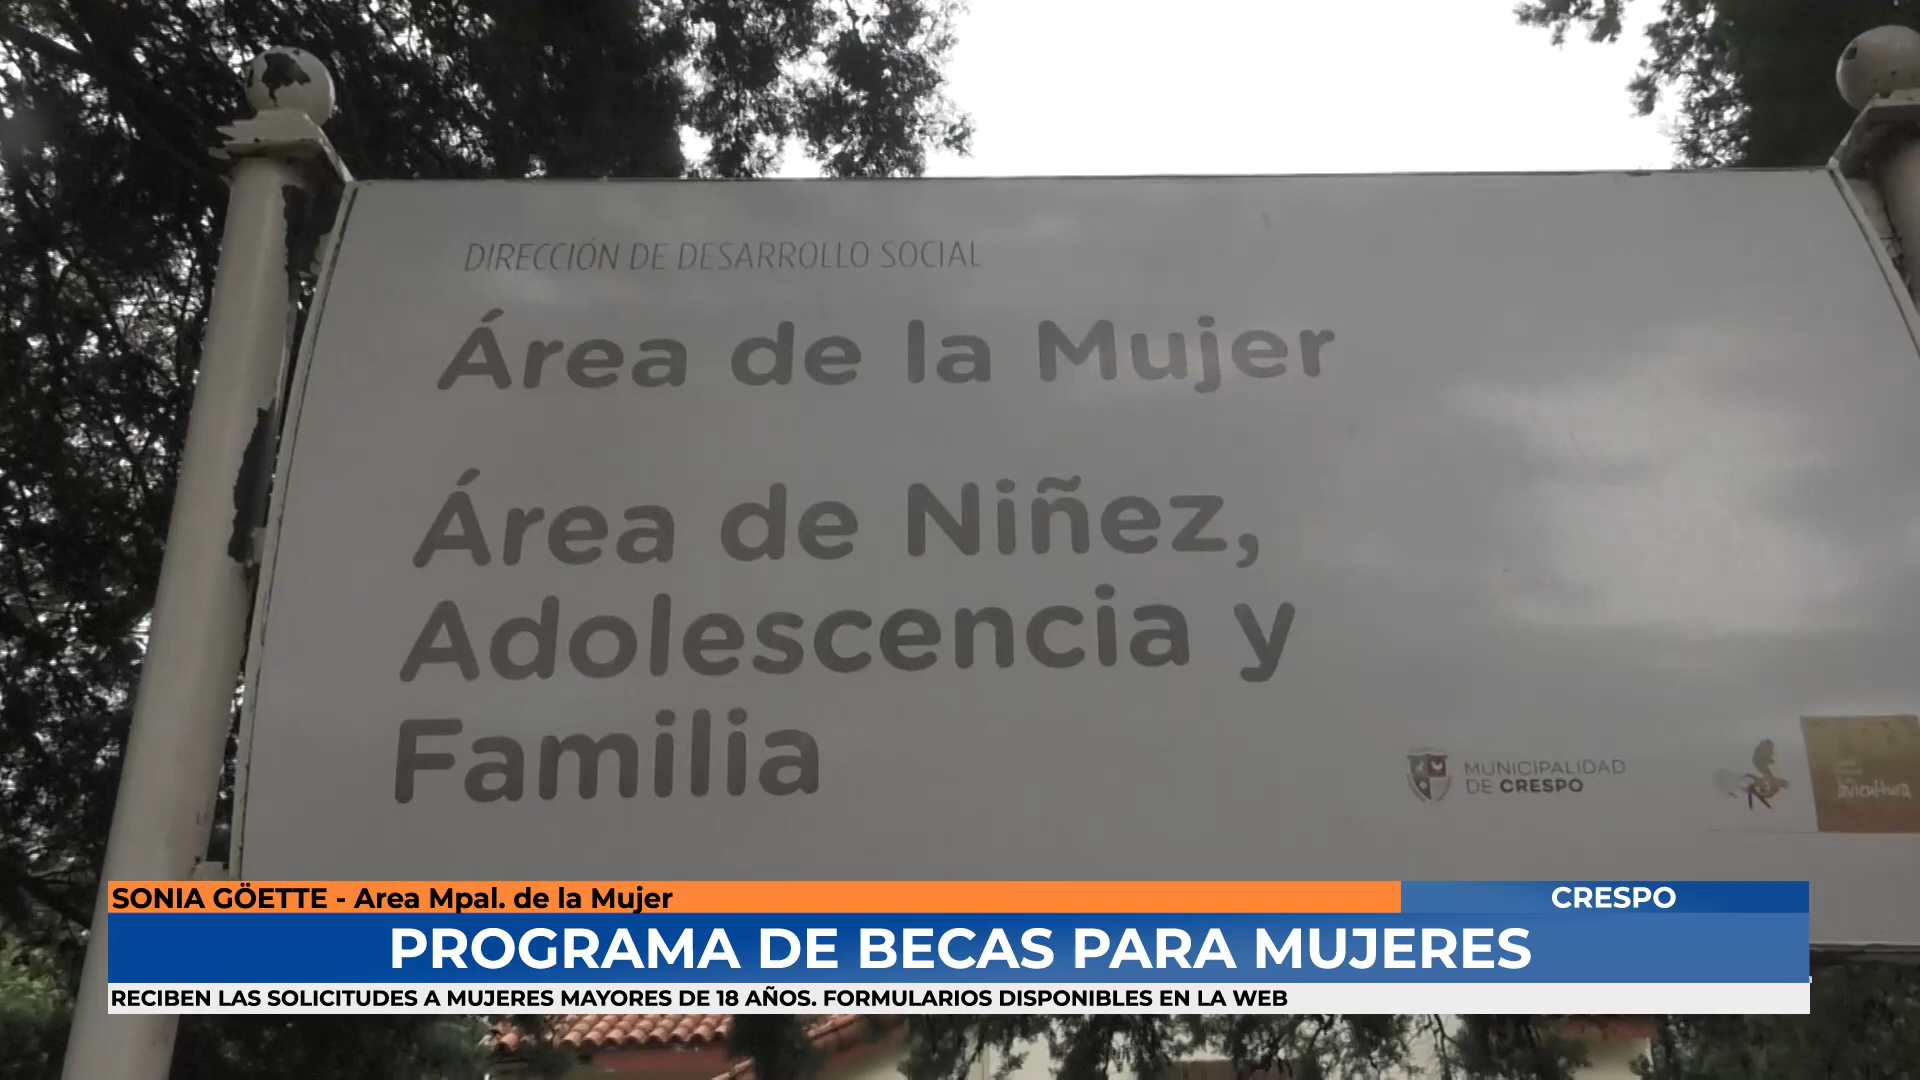 DIRECCIÓN DE DESARROLLO SOCIAL
Área de la Mujer
Área de Niñez,
Adolescencia y
Familia
MUNICIPALIDAD
DE CRESPO
avicultura
SONIA GÖETTE - Area Mpal. de la Mujer
CRESPO
PROGRAMA DE BECAS PARA MUJERES
RECIBEN LAS SOLICITUDES A MUJERES MAYORES DE 18 AÑOS. FORMULARIOS DISPONIBLES EN LA WEB